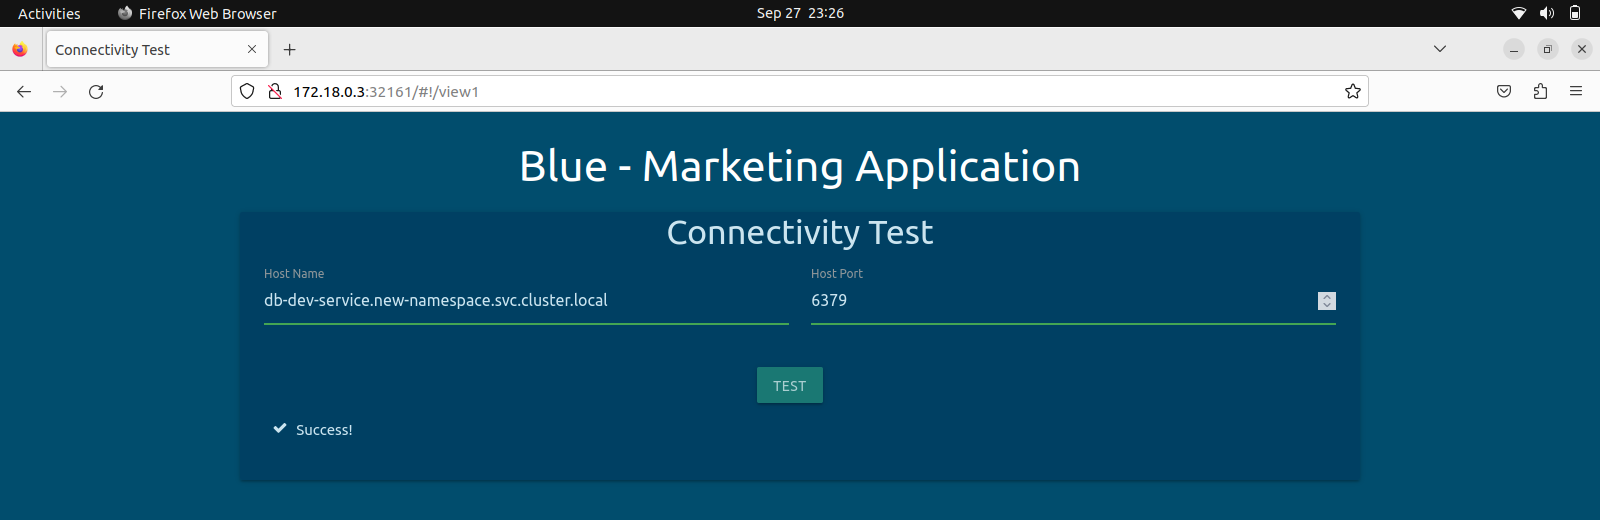 Activities Firefox Web Browser Sep 27 23:26
Connectivity Test
172.18.0.3:32161/#!/view1
Blue - Marketing Application
Connectivity Test
Host Name Host Port
db-dev-service.new-namespace.svc.cluster.local 6379
TEST
Success!